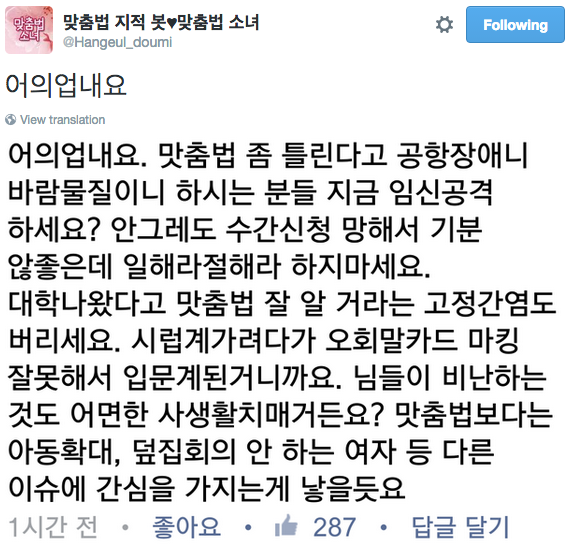 맞춤법
소녀
맞춤법 지적 봇♥맞춤법 소녀
@Hangeul_doumi
Following
어의업내요
View translation
어의업내요. 맛춤법 좀 틀린다고 공항장애니
바람물질이니 하시는 분들 지금 임신공격
하세요? 안그레도 수간신청 망해서 기분
않좋은데 일해라절해라 하지마세요.
대학나왔다고 맛춤법 잘 알 거라는 고정간염도
버리세요. 시럽계가려다가 오회말카드 마킹
잘못해서 입문계된거니까요. 님들이 비난하는
것도 어면한 사생활치매거든요? 맛춤법보다는
아동확대, 덮집회의 안 하는 여자 등 다른
이슈에 간심을 가지는게 낳을듯요
1시간 전 • 좋아요 • 287 • 답글 달기